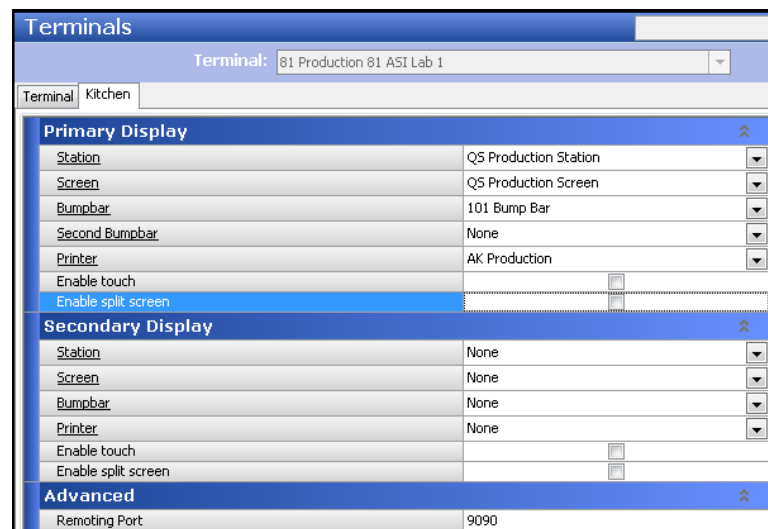 Terminals
Terminal: 81 Production 81 ASI Lab 1
Terminal Kitchen
Primary Display
Station QS Production Station
Screen QS Production Screen
Bumpbar 101 Bump Bar
Second Bumpbar None
Printer AK Production
Enable touch
Enable split screen
Secondary Display
Station None
Screen None
Bumpbar None
Printer None
Enable touch
Enable split screen
Advanced
Remoting Port 9090